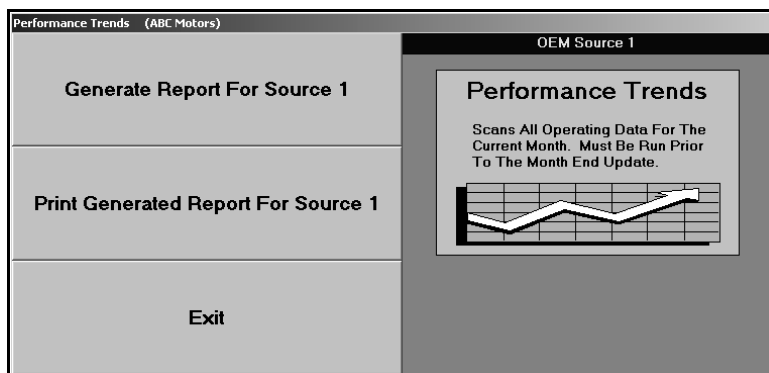 Performance Trends (ABC Motors)
Generate Report For Source 1
Print Generated Report For Source 1
Exit
OEM Source 1
Performance Trends
Scans All Operating Data For The
Current Month. Must Be Run Prior
To The Month End Update.